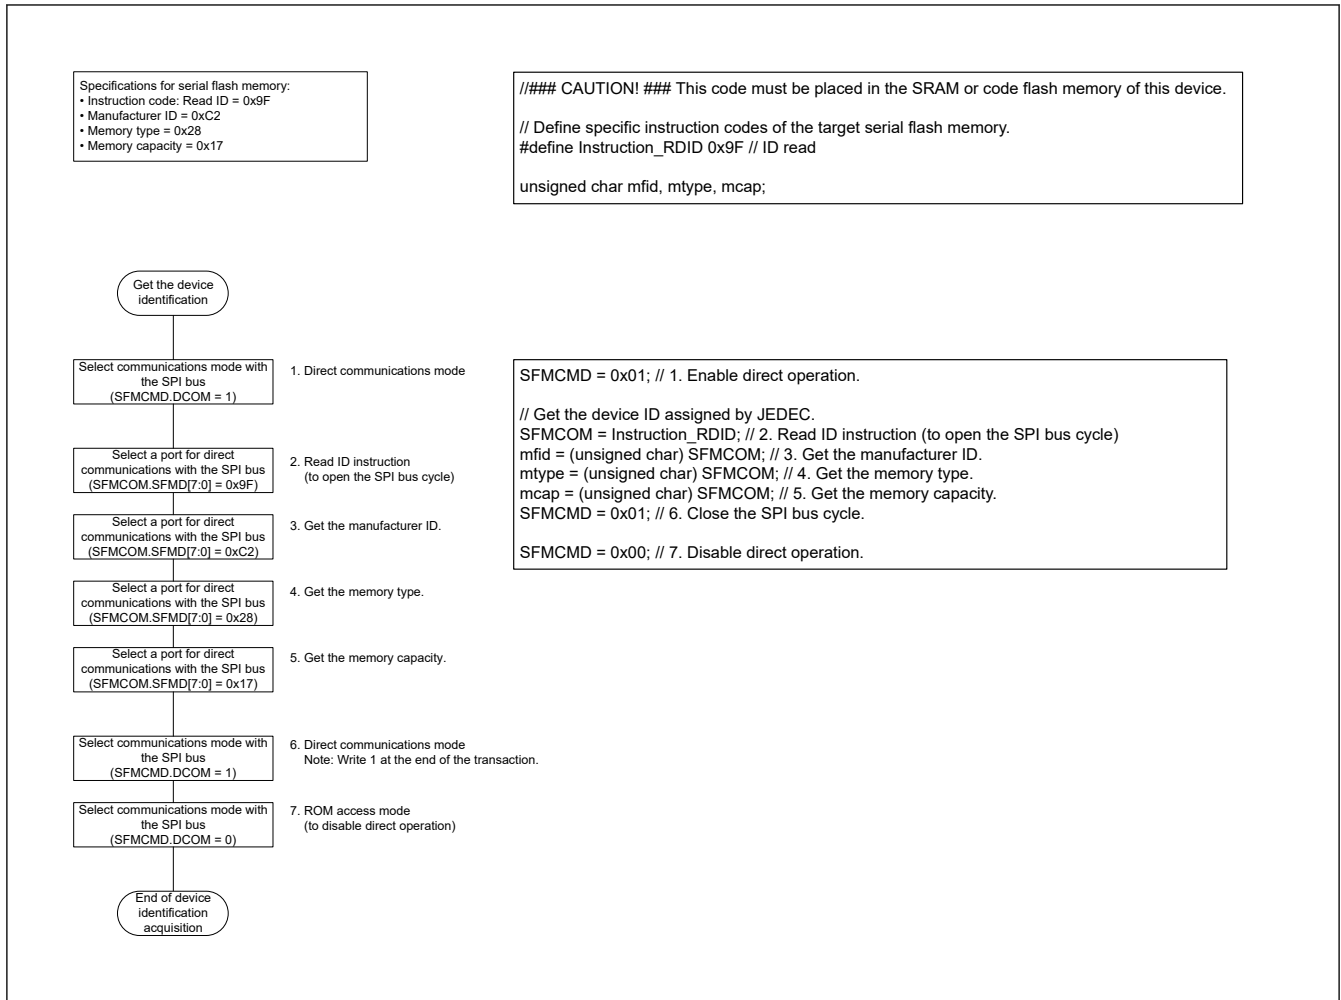 Specifications for serial flash memory:
• Instruction code: Read ID = 0x9F
• Manufacturer ID = 0xC2
• Memory type = 0x28
• Memory capacity = 0x17
//### CAUTION! ### This code must be placed in the SRAM or code flash memory of this device.
// Define specific instruction codes of the target serial flash memory.
#define Instruction_RDID 0x9F // ID read
unsigned char mfid, mtype, mcap;
Get the device
identification
Select communications mode with
the SPI bus
(SFMCMD.DCOM = 1)
1. Direct communications mode
Select a port for direct
communications with the SPI bus
(SFMCOM.SFMD[7:0] = 0x9F)
2. Read ID instruction
(to open the SPI bus cycle)
Select a port for direct
communications with the SPI bus
(SFMCOM.SFMD[7:0] = 0xC2)
3. Get the manufacturer ID.
Select a port for direct
communications with the SPI bus
(SFMCOM.SFMD[7:0] = 0x28)
4. Get the memory type.
Select a port for direct
communications with the SPI bus
(SFMCOM.SFMD[7:0] = 0x17)
5. Get the memory capacity.
Select communications mode with
the SPI bus
(SFMCMD.DCOM = 1)
6. Direct communications mode
Note: Write 1 at the end of the transaction.
Select communications mode with
the SPI bus
(SFMCMD.DCOM = 0)
7. ROM access mode
(to disable direct operation)
End of device
identification
acquisition
SFMCMD = 0x01; // 1. Enable direct operation.
// Get the device ID assigned by JEDEC.
SFMCOM = Instruction_RDID; // 2. Read ID instruction (to open the SPI bus cycle)
mfid = (unsigned char) SFMCOM; // 3. Get the manufacturer ID.
mtype = (unsigned char) SFMCOM; // 4. Get the memory type.
mcap = (unsigned char) SFMCOM; // 5. Get the memory capacity.
SFMCMD = 0x01; // 6. Close the SPI bus cycle.
SFMCMD = 0x00; // 7. Disable direct operation.